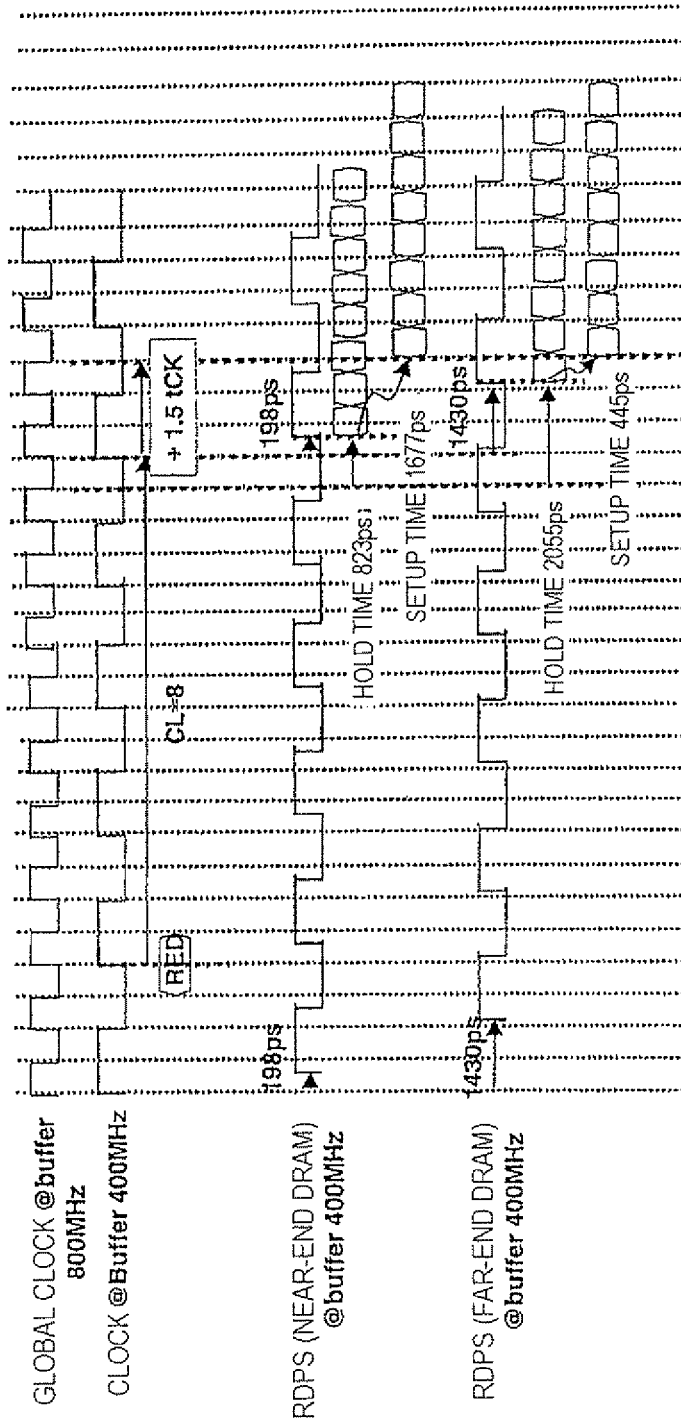 GLOBAL CLOCK @buffer
800MHz
CLOCK @Buffer 400MHz
RED
CL=8
+ 1.5 tCK
RDPS (NEAR-END DRAM)
@buffer 400MHz
198ps
198ps
HOLD TIME 823ps
SETUP TIME 1677ps
RDPS (FAR-END DRAM)
@buffer 400MHz
1430ps
1430ps
HOLD TIME 2055ps
SETUP TIME 445ps